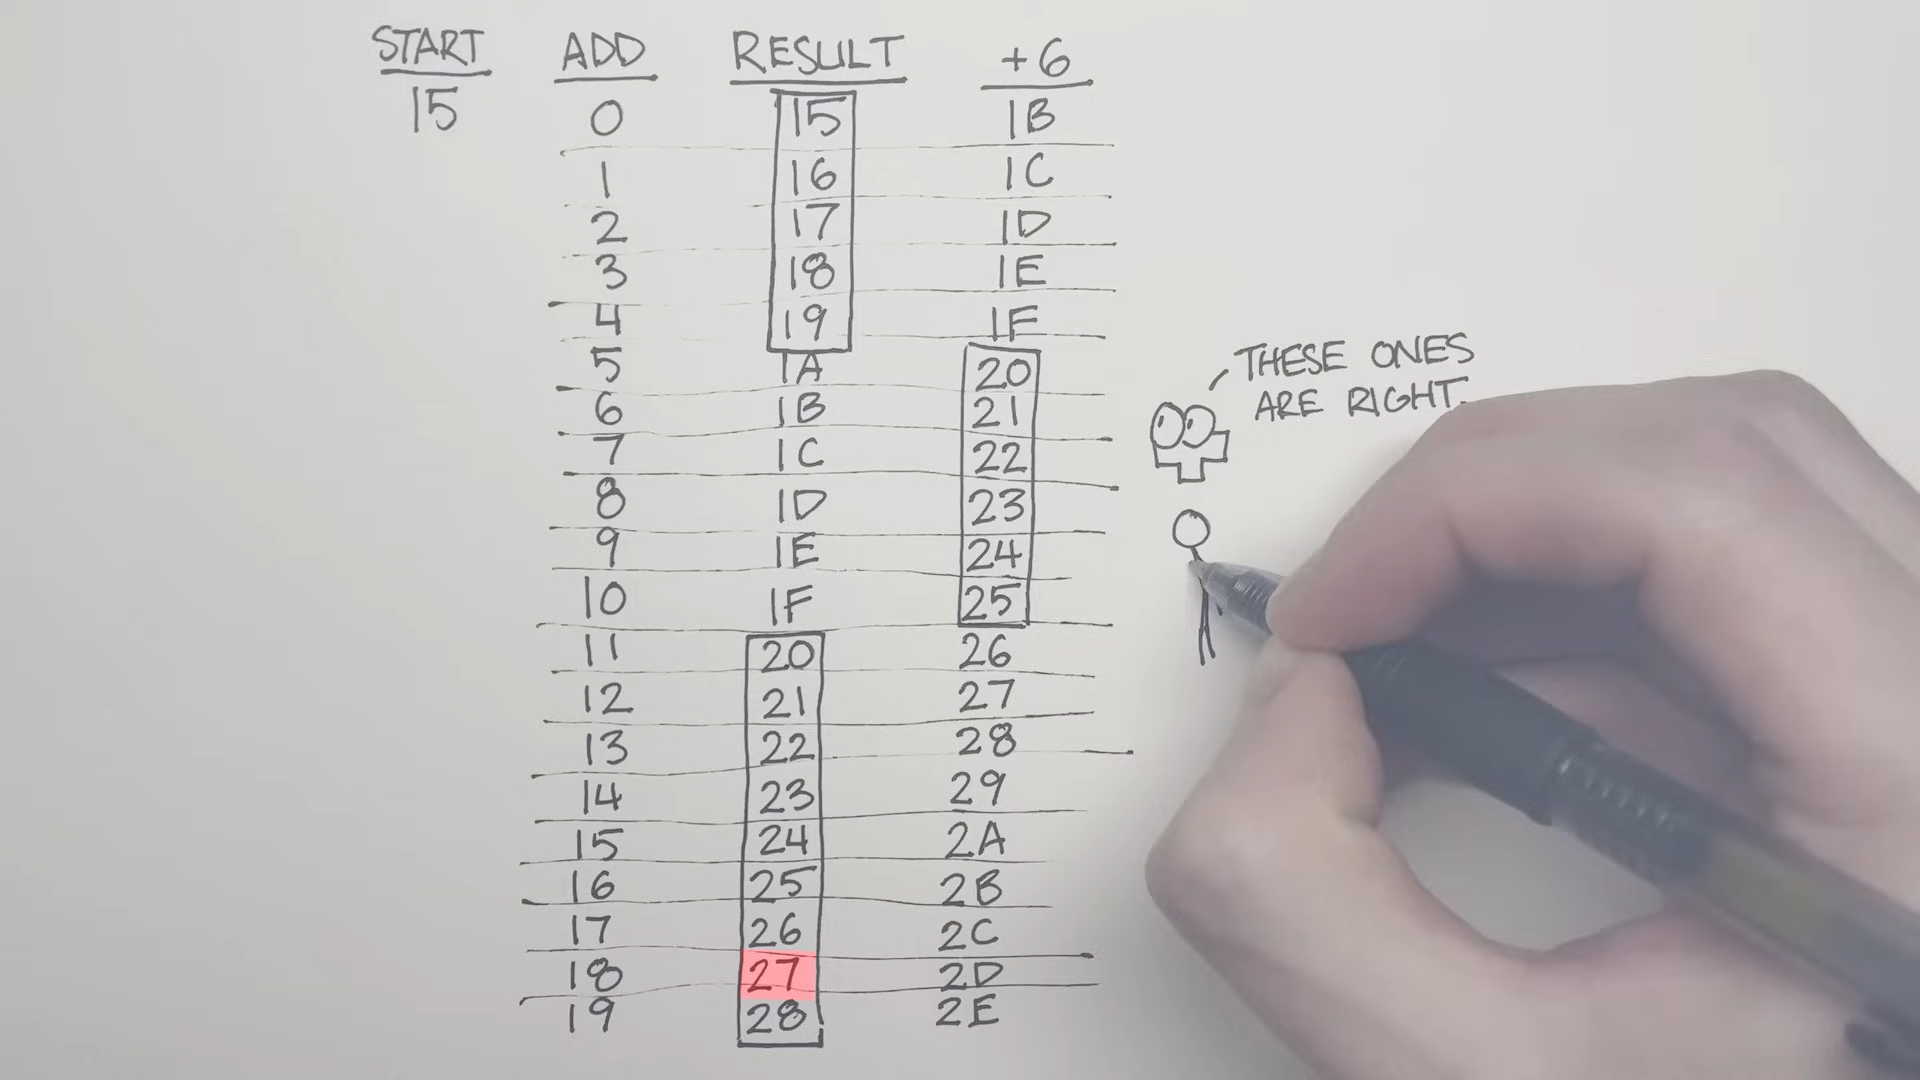 START ADD RESULT +6
15 0 15 1B
1 16 1C
2 17 1D
3 18 1E
4 19 1F
5 1A 20
6 1B 21
7 1C 22
8 1D 23
9 1E 24
10 1F 25
11 20 26
12 21 27
13 22 28
14 23 29
15 24 2A
16 25 2B
17 26 2C
18 27 2D
19 28 2E
THESE ONES
ARE RIGHT.